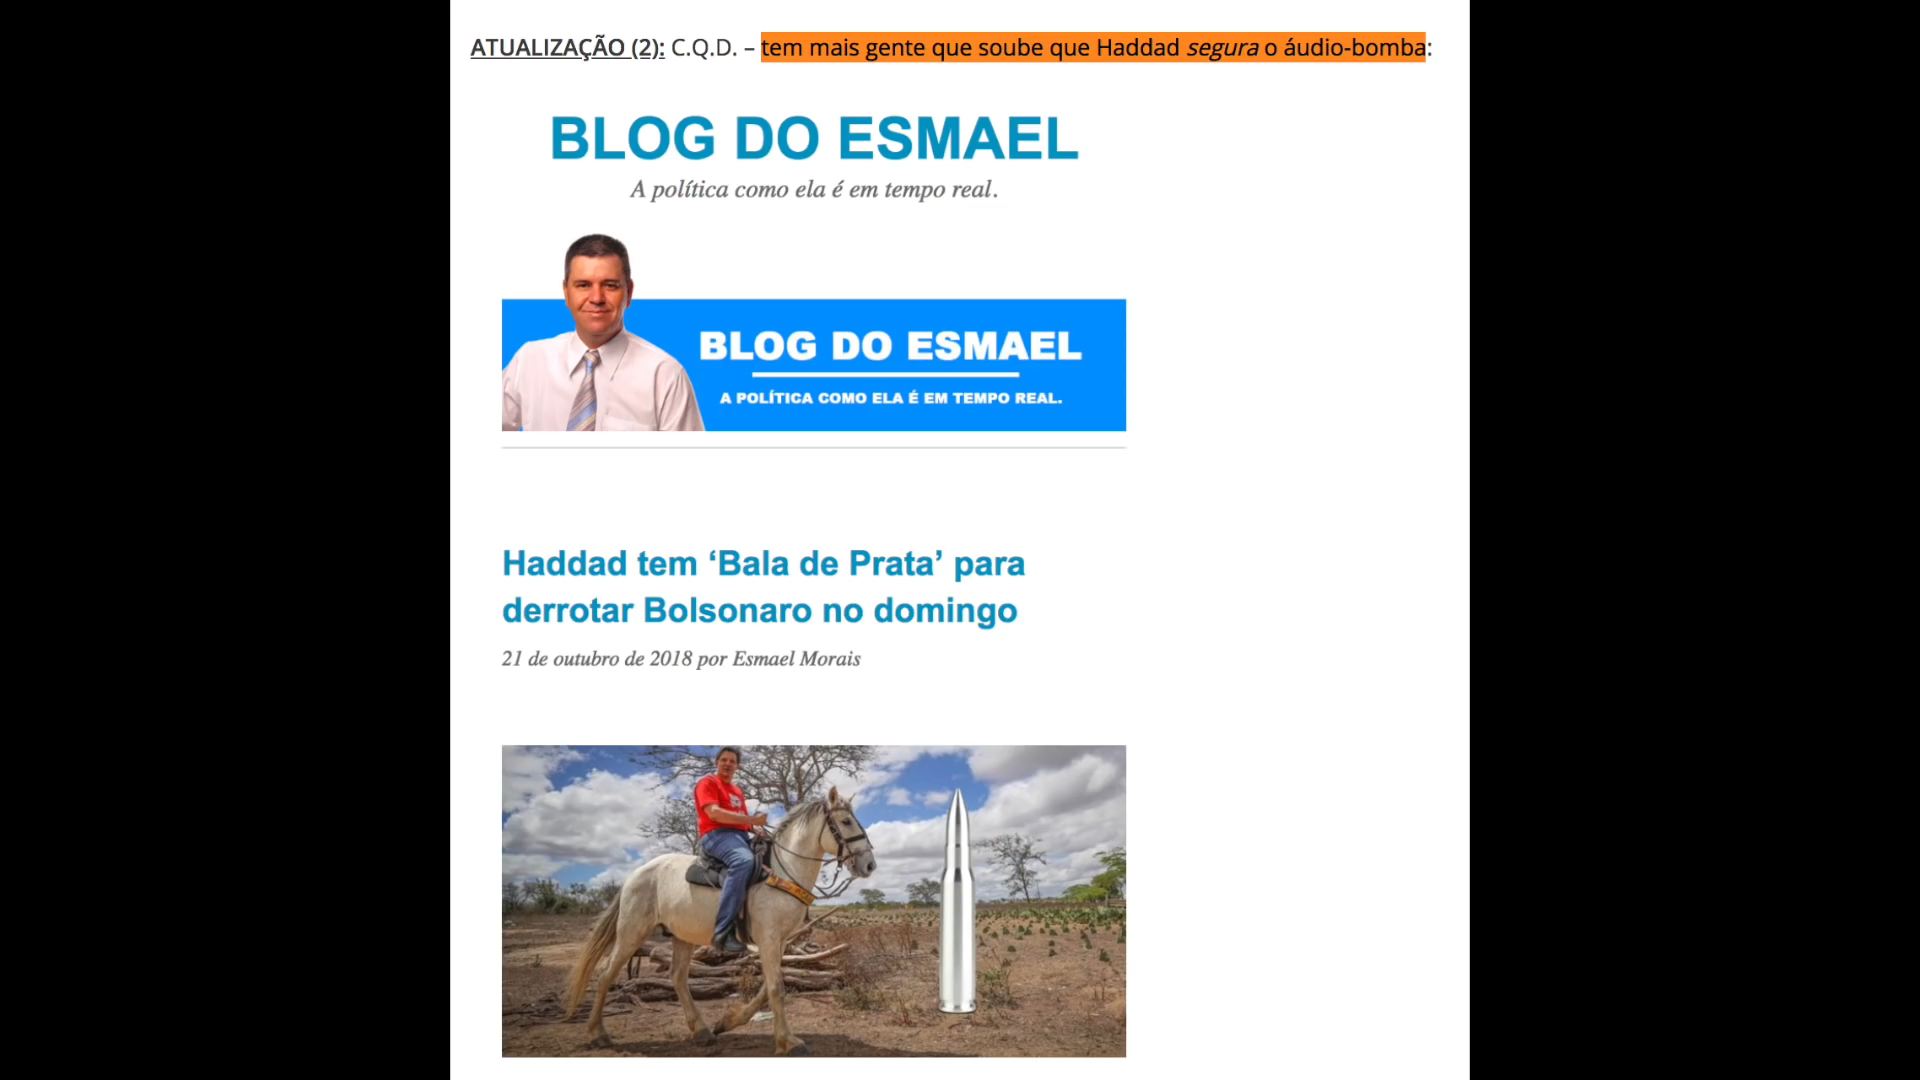 ATUALIZAÇÃO (2): C.Q.D. – tem mais gente que soube que Haddad segura o áudio-bomba:
BLOG DO ESMAEL
A política como ela é em tempo real.
BLOG DO ESMAEL
A POLÍTICA COMO ELA É EM TEMPO REAL.
Haddad tem ‘Bala de Prata’ para
derrotar Bolsonaro no domingo
21 de outubro de 2018 por Esmael Morais